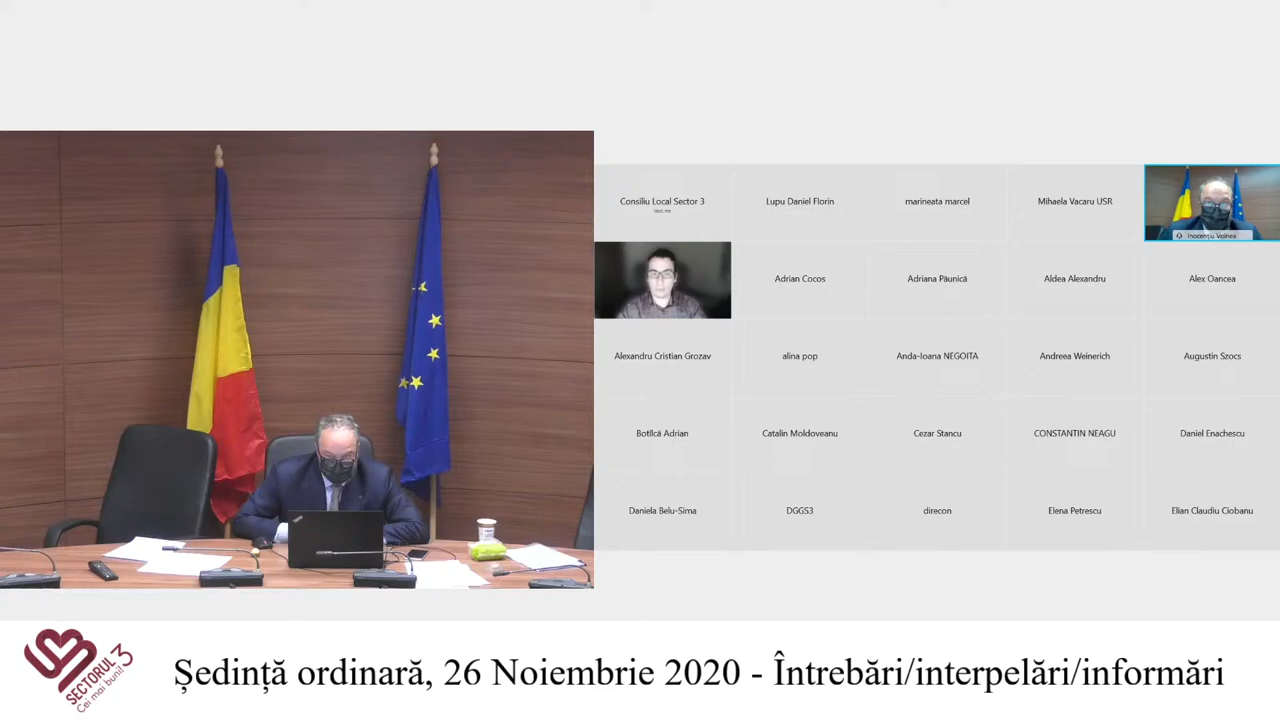 Consiliu Local Sector 3
Lupu Daniel Florin
marineata marcel
Mihaela Vacaru USR
Inocențiu Voinea
Adrian Cocos
Adriana Păunică
Aldea Alexandru
Alex Oancea
Alexandru Cristian Grozav
alina pop
Anda-Ioana NEGOITA
Andreea Weinerich
Augustin Szocs
Botîlcă Adrian
Catalin Moldoveanu
Cezar Stancu
CONSTANTIN NEAGU
Daniel Enachescu
Daniela Belu-Sima
DGGS3
direcon
Elena Petrescu
Elian Claudiu Ciobanu
SECTORUL 3
Cei mai buni!
Ședință ordinară, 26 Noiembrie 2020 - Întrebări/interpelări/informări